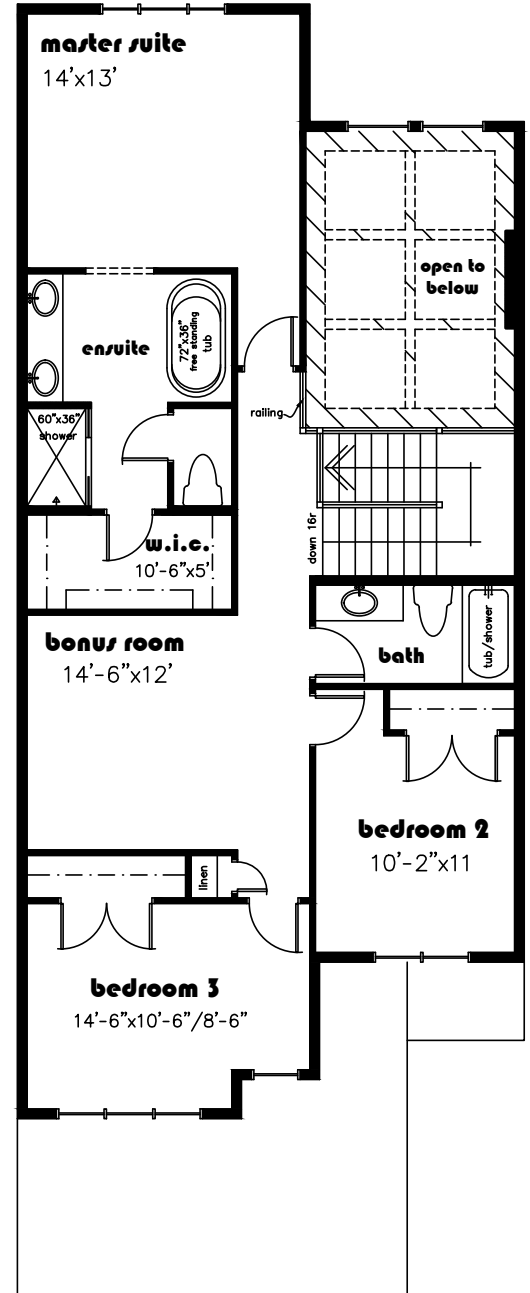 master suite
14'x13'
open to
below
ensuite
72"x36"
free standing
tub
railing
60"x36"
shower
down 16r
w.i.c.
10'-6"x5'
bonus room
14'-6"x12'
bath
tub/shower
bedroom 2
10'-2"x11
linen
bedroom 3
14'-6"x10'-6"/8'-6"